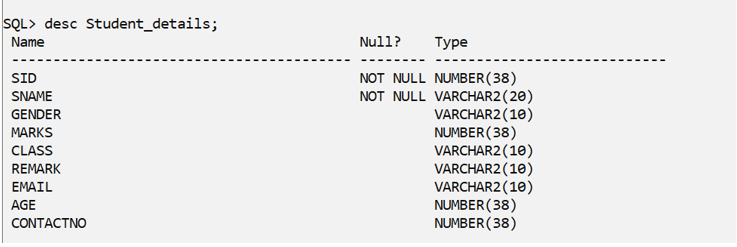 SQL> desc Student_details;
Name Null? Type
----------------------------------------- -------- ----------------------------
SID NOT NULL NUMBER(38)
SNAME NOT NULL VARCHAR2(20)
GENDER VARCHAR2(10)
MARKS NUMBER(38)
CLASS VARCHAR2(10)
REMARK VARCHAR2(10)
EMAIL VARCHAR2(10)
AGE NUMBER(38)
CONTACTNO NUMBER(38)